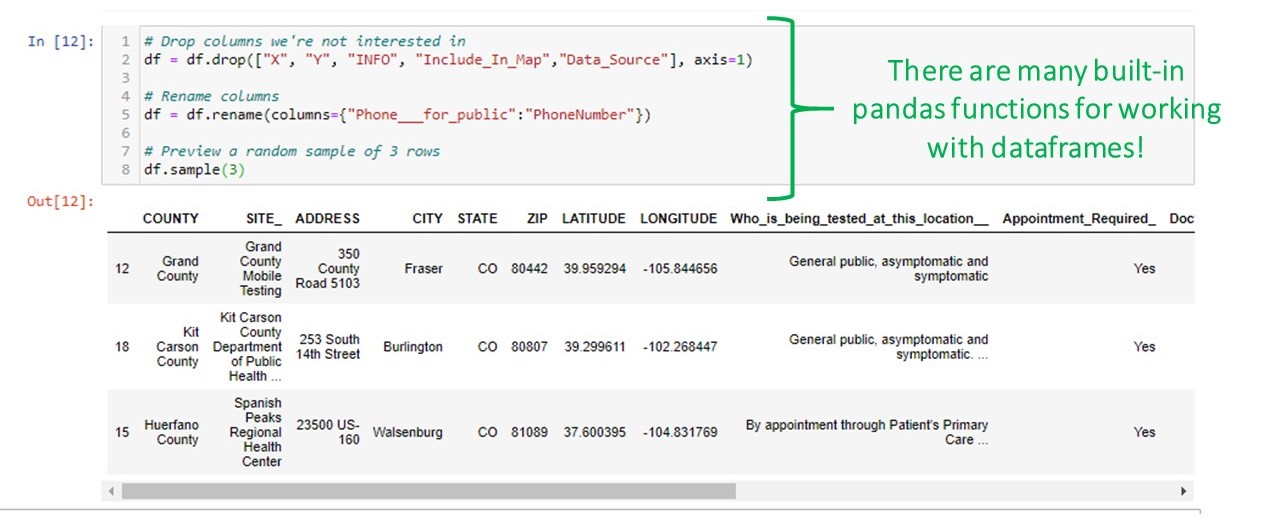 In [12]:
1 # Drop columns we're not interested in
2 df = df.drop(["X", "Y", "INFO", "Include_In_Map","Data_Source"], axis=1)
3
4 # Rename columns
5 df = df.rename(columns={"Phone___for_public":"PhoneNumber"})
6
7 # Preview a random sample of 3 rows
8 df.sample(3)
There are many built-in
pandas functions for working
with dataframes!
Out[12]:
COUNTY SITE_ ADDRESS CITY STATE ZIP LATITUDE LONGITUDE Who_is_being_tested_at_this_location__ Appointment_Required_ Doc
12
Grand
County
Grand
County
Mobile
Testing
350
County
Road 5103
Fraser
CO
80442
39.959294
-105.844656
General public, asymptomatic and
symptomatic
Yes
18
Kit
Carson
County
Kit Carson
County
Department
of Public
Health ...
253 South
14th Street
Burlington
CO
80807
39.299611
-102.268447
General public, asymptomatic and
symptomatic. ...
Yes
15
Huerfano
County
Spanish
Peaks
Regional
Health
Center
23500 US-
160
Walsenburg
CO
81089
37.600395
-104.831769
By appointment through Patient's Primary
Care ...
Yes